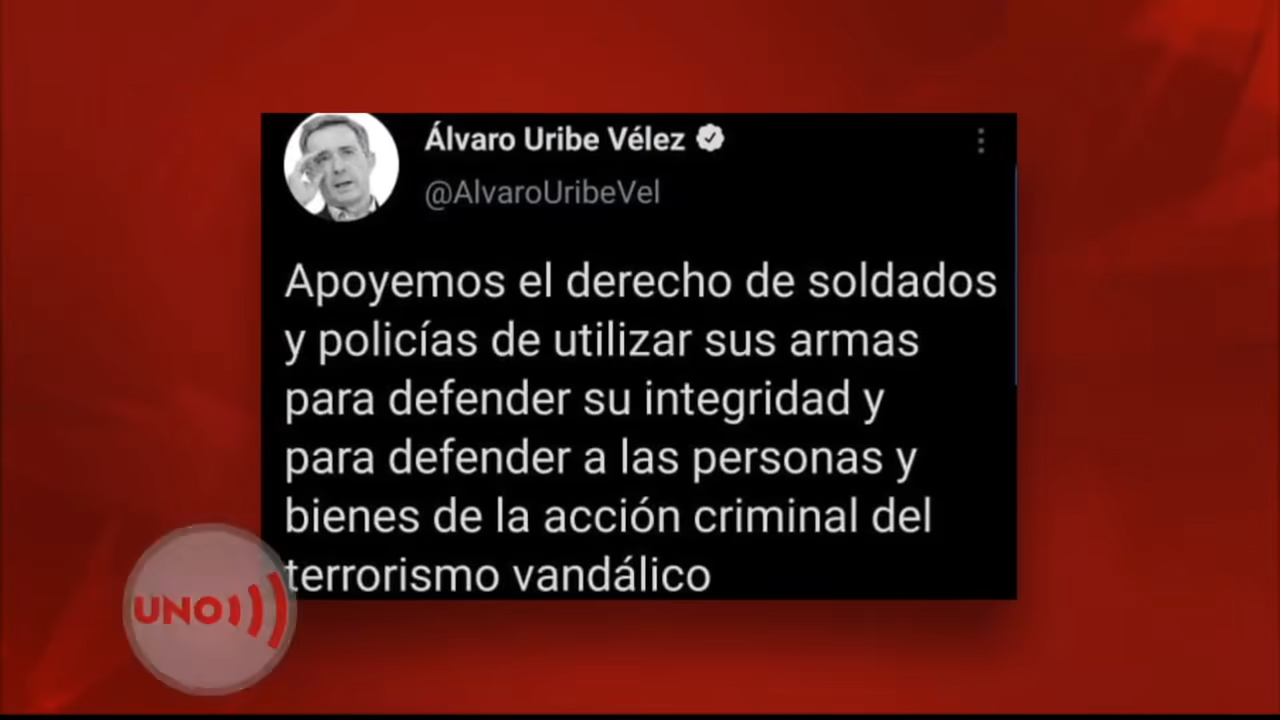 Álvaro Uribe Vélez
@AlvaroUribeVel
Apoyemos el derecho de soldados
y policías de utilizar sus armas
para defender su integridad y
para defender a las personas y
bienes de la acción criminal del
terrorismo vandálico
UNO